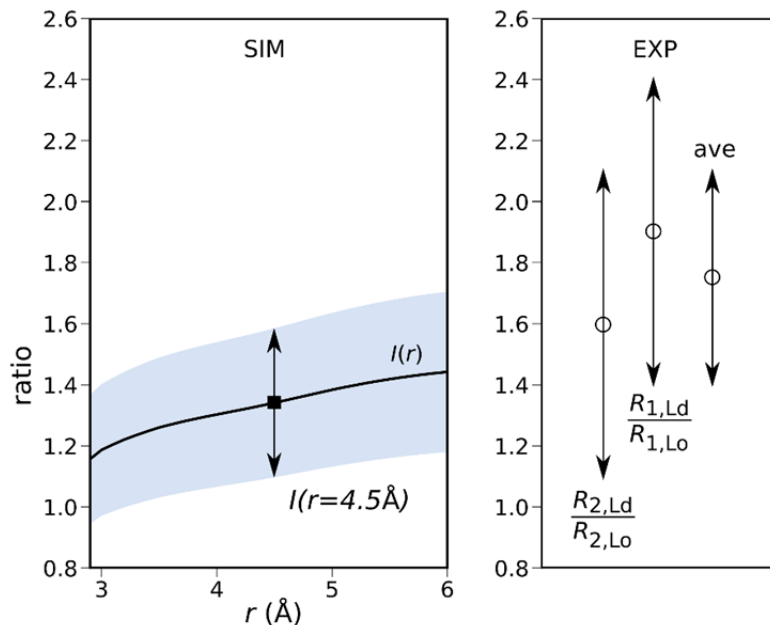 SIM
2.6
2.4
2.2
2.0
1.8
1.6
1.4
1.2
1.0
0.8
ratio
I(r)
I(r=4.5Å)
3
4
5
6
r (Å)
EXP
2.6
2.4
2.2
2.0
1.8
1.6
1.4
1.2
1.0
0.8
ave
R1,Ld
R1,Lo
R2,Ld
R2,Lo